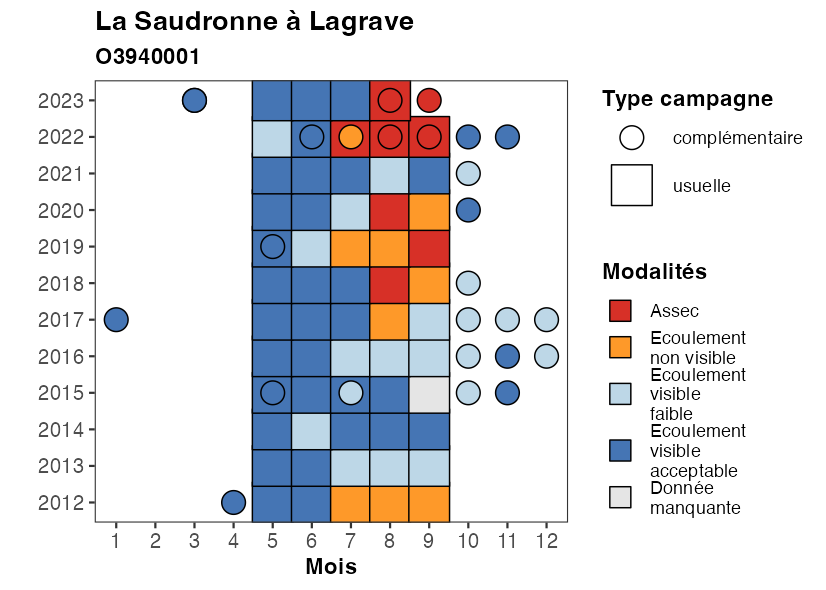 La Saudronne à Lagrave
O3940001
2023
2022
2021
2020
2019
2018
2017
2016
2015
2014
2013
2012
1 2 3 4 5 6 7 8 9 10 11 12
Mois
Type campagne
complémentaire
usuelle
Modalités
Assec
Ecoulement
non visible
Ecoulement
visible
faible
Ecoulement
visible
acceptable
Donnée
manquante